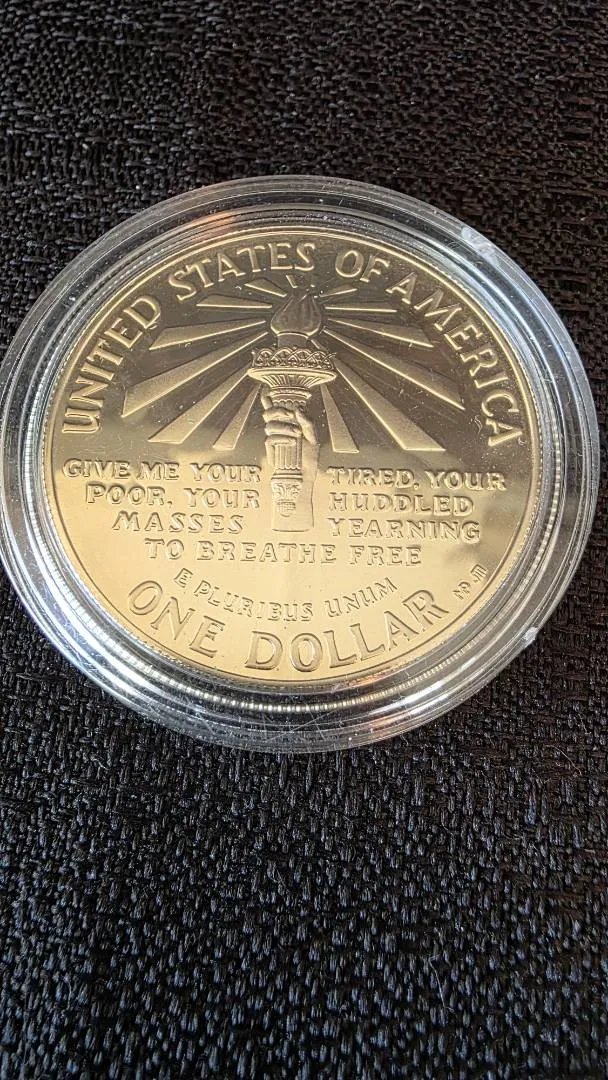 UNITED STATES OF AMERICA
GIVE ME YOUR TIRED, YOUR
POOR, YOUR HUDDLED
MASSES YEARNING
TO BREATHE FREE
E PLURIBUS UNUM
ONE DOLLAR